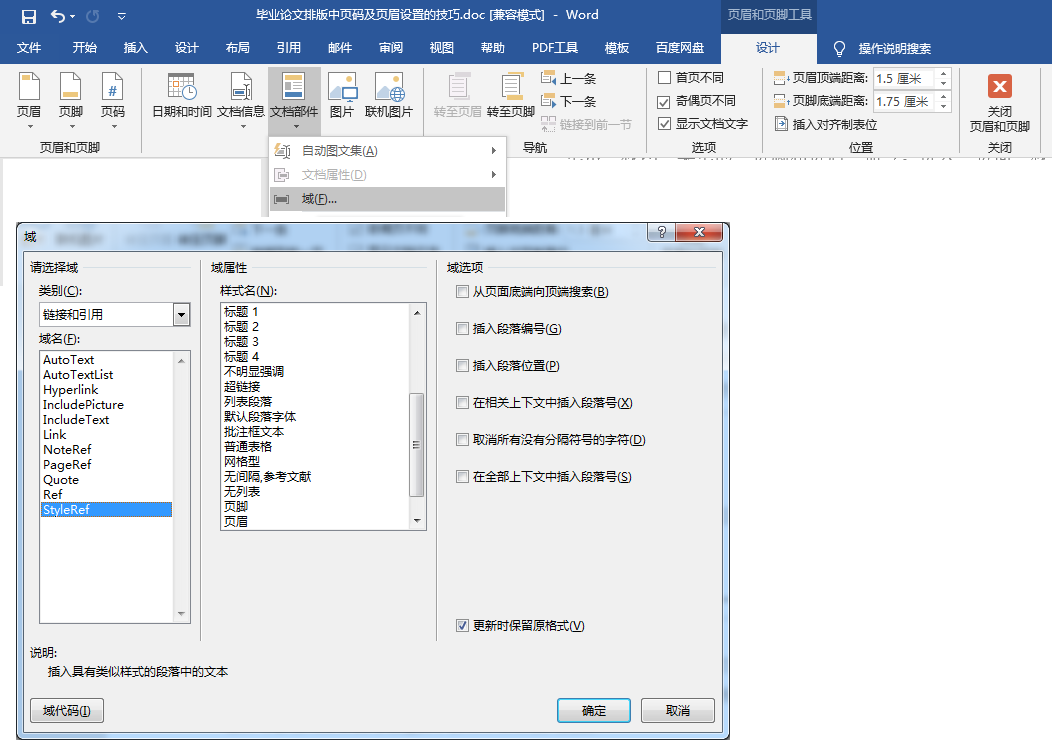 毕业论文排版中页码及页眉设置的技巧.doc [兼容模式] - Word
页眉和页脚工具
文件 开始 插入 设计 布局 引用 邮件 审阅 视图 帮助 PDF工具 模板 百度网盘 设计 操作说明搜索
页眉 页脚 页码 日期和时间 文档信息 文档部件 图片 联机图片 转至页眉 转至页脚
上一条
下一条
链接到前一节
首页不同
奇偶页不同
显示文档文字
页眉顶端距离: 1.5 厘米
页脚底端距离: 1.75 厘米
插入对齐制表位
关闭
页眉和页脚
页眉和页脚 导航 选项 位置 关闭
自动图文集(A)
文档属性(D)
域(F)...
域
请选择域
类别(C):
链接和引用
域名(F):
AutoText
AutoTextList
Hyperlink
IncludePicture
IncludeText
Link
NoteRef
PageRef
Quote
Ref
StyleRef
域属性
样式名(N):
标题 1
标题 2
标题 3
标题 4
不明显强调
超链接
列表段落
默认段落字体
批注框文本
普通表格
网格型
无间隔,参考文献
无列表
页脚
页眉
域选项
从页面底端向顶端搜索(B)
插入段落编号(G)
插入段落位置(P)
在相关上下文中插入段落号(X)
取消所有没有分隔符号的字符(D)
在全部上下文中插入段落号(S)
更新时保留原格式(V)
说明:
插入具有类似样式的段落中的文本
域代码(I) 确定 取消